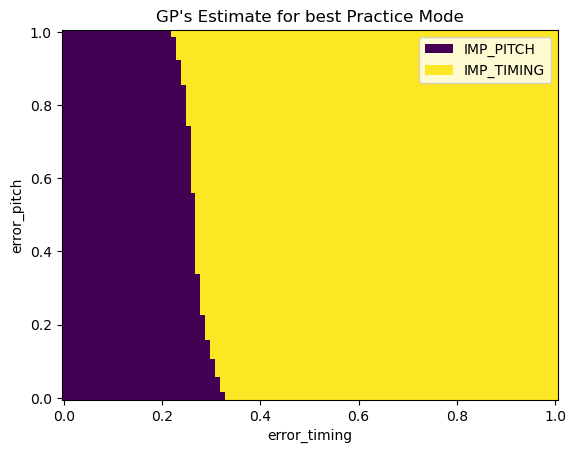 GP's Estimate for best Practice Mode
IMP_PITCH
IMP_TIMING
error_pitch
1.0
0.8
0.6
0.4
0.2
0.0
0.0 0.2 0.4 0.6 0.8 1.0
error_timing